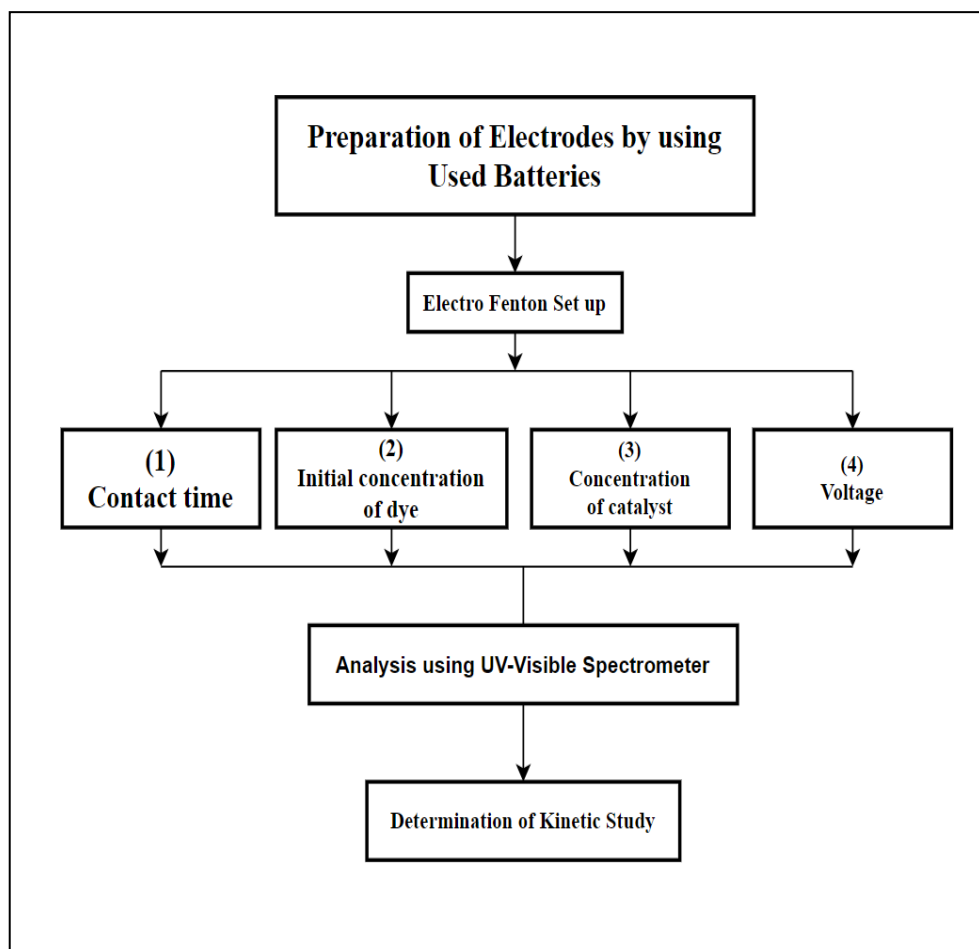 Preparation of Electrodes by using
Used Batteries
Electro Fenton Set up
(1)
Contact time
(2)
Initial concentration
of dye
(3)
Concentration
of catalyst
(4)
Voltage
Analysis using UV-Visible Spectrometer
Determination of Kinetic Study